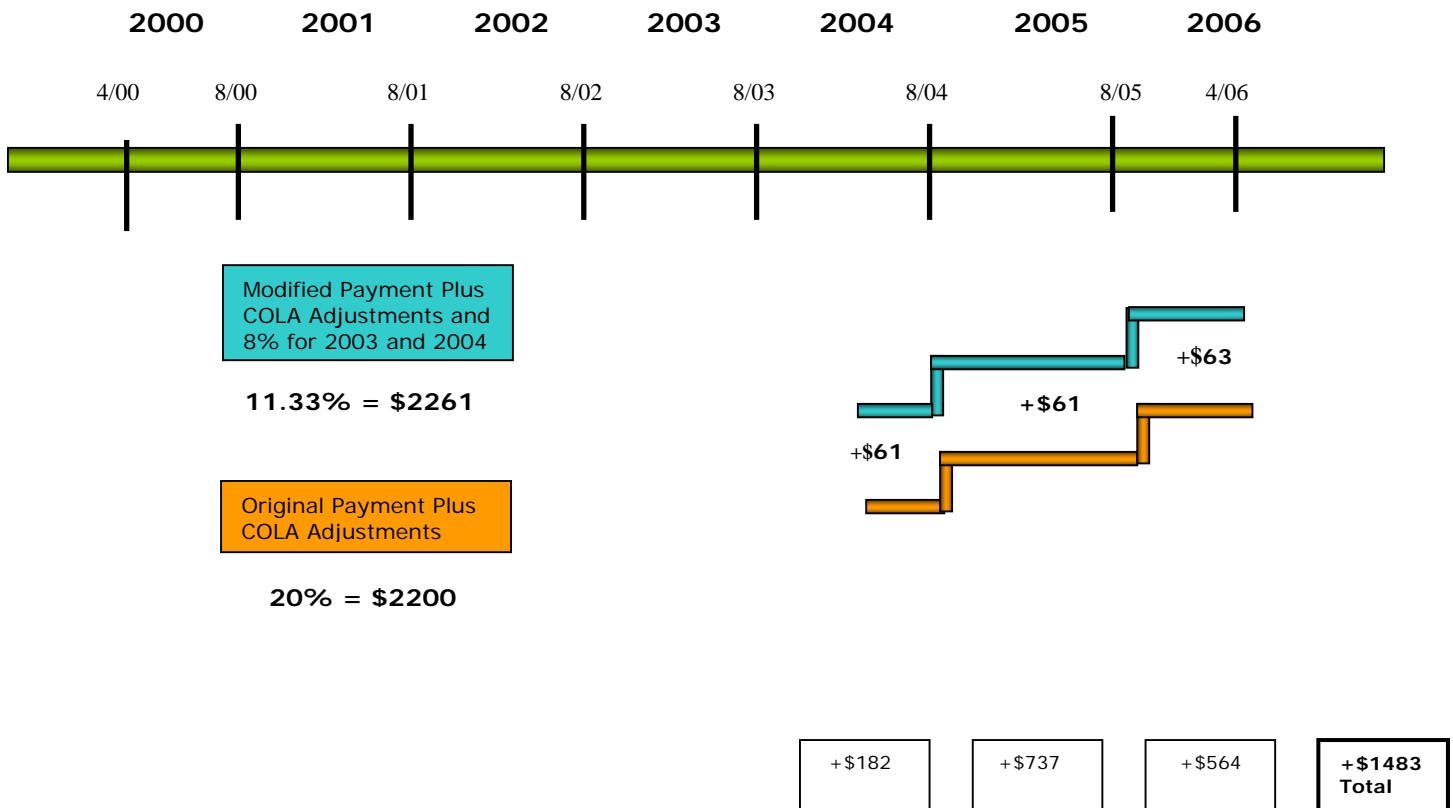 2000 2001 2002 2003 2004 2005 2006
4/00 8/00 8/01 8/02 8/03 8/04 8/05 4/06
Modified Payment Plus
COLA Adjustments and
8% for 2003 and 2004
11.33% = $2261
+$63
+$61
+$61
Original Payment Plus
COLA Adjustments
20% = $2200
+$182 +$737 +$564 +$1483
Total